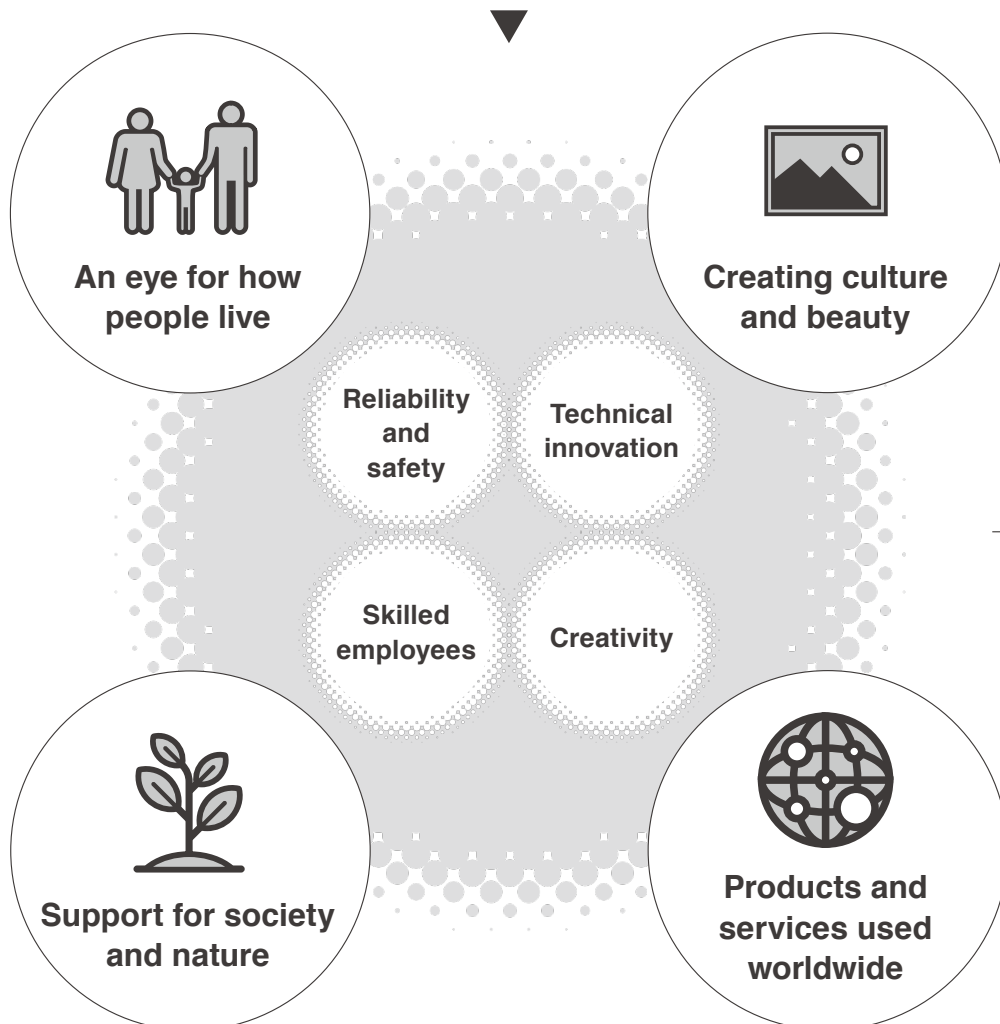 An eye for how
people live
Creating culture
and beauty
Reliability
and
safety
Technical
innovation
Skilled
employees
Creativity
Support for society
and nature
Products and
services used
worldwide